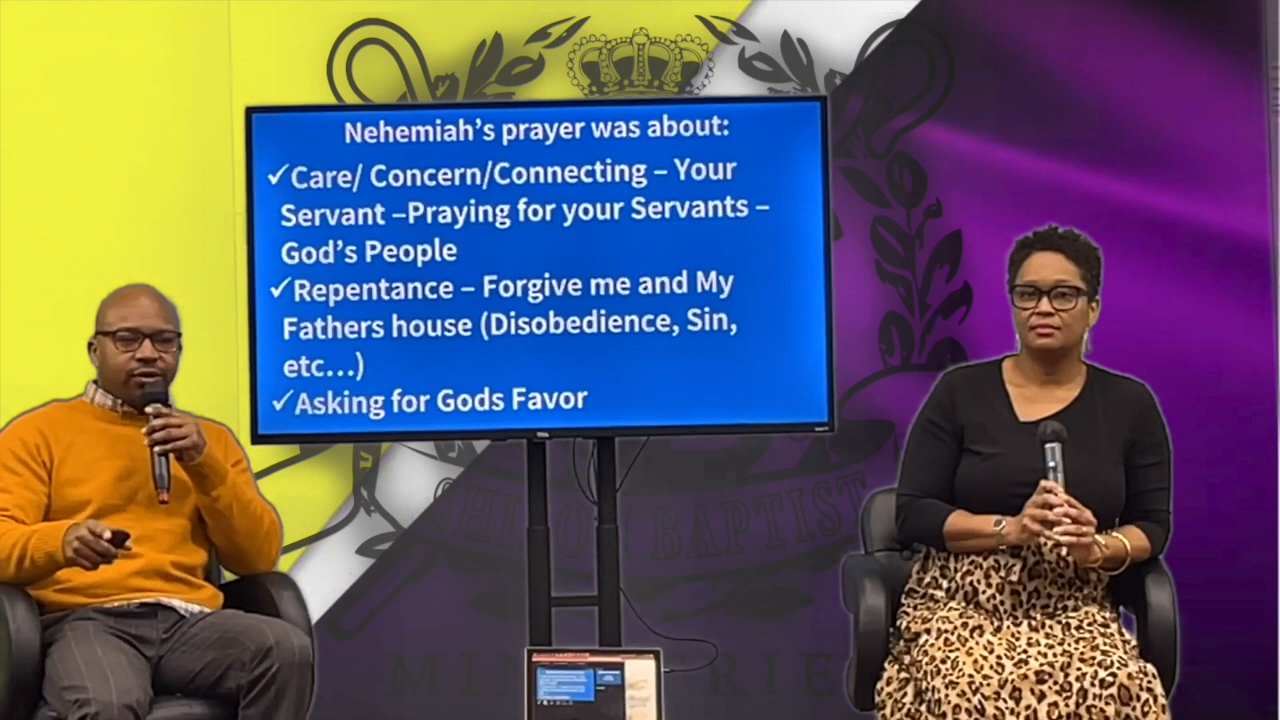 Nehemiah's prayer was about:
✓Care/ Concern/Connecting – Your
Servant –Praying for your Servants –
God's People
✓Repentance – Forgive me and My
Fathers house (Disobedience, Sin,
etc...)
✓Asking for Gods Favor
BAPTIST